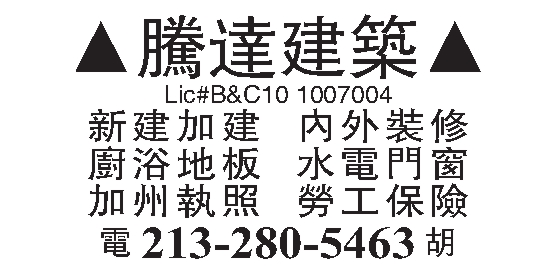 ▲騰達建築▲
Lic#B&C10 1007004
新建加建 內外裝修
廚浴地板 水電門窗
加州執照 勞工保險
電 213-280-5463 胡